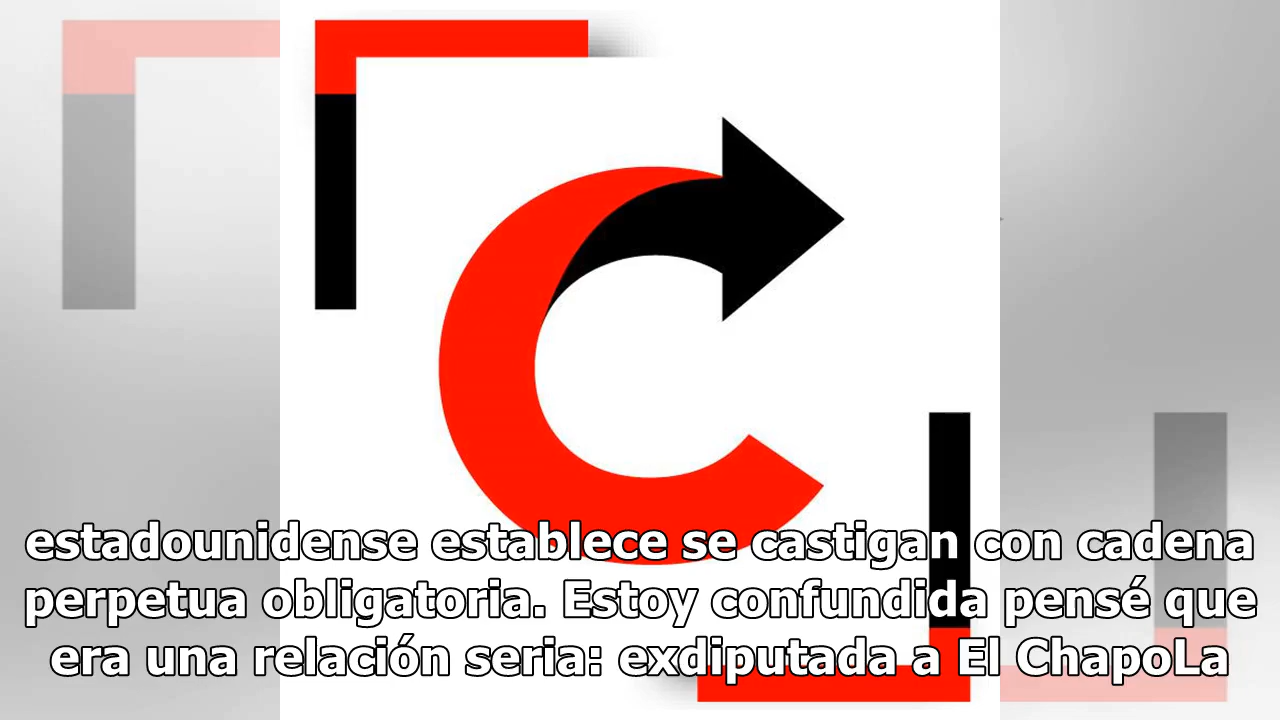 estadounidense establece se castigan con cadena
perpetua obligatoria. Estoy confundida pensé que
era una relación seria: exdiputada a El ChapoLa